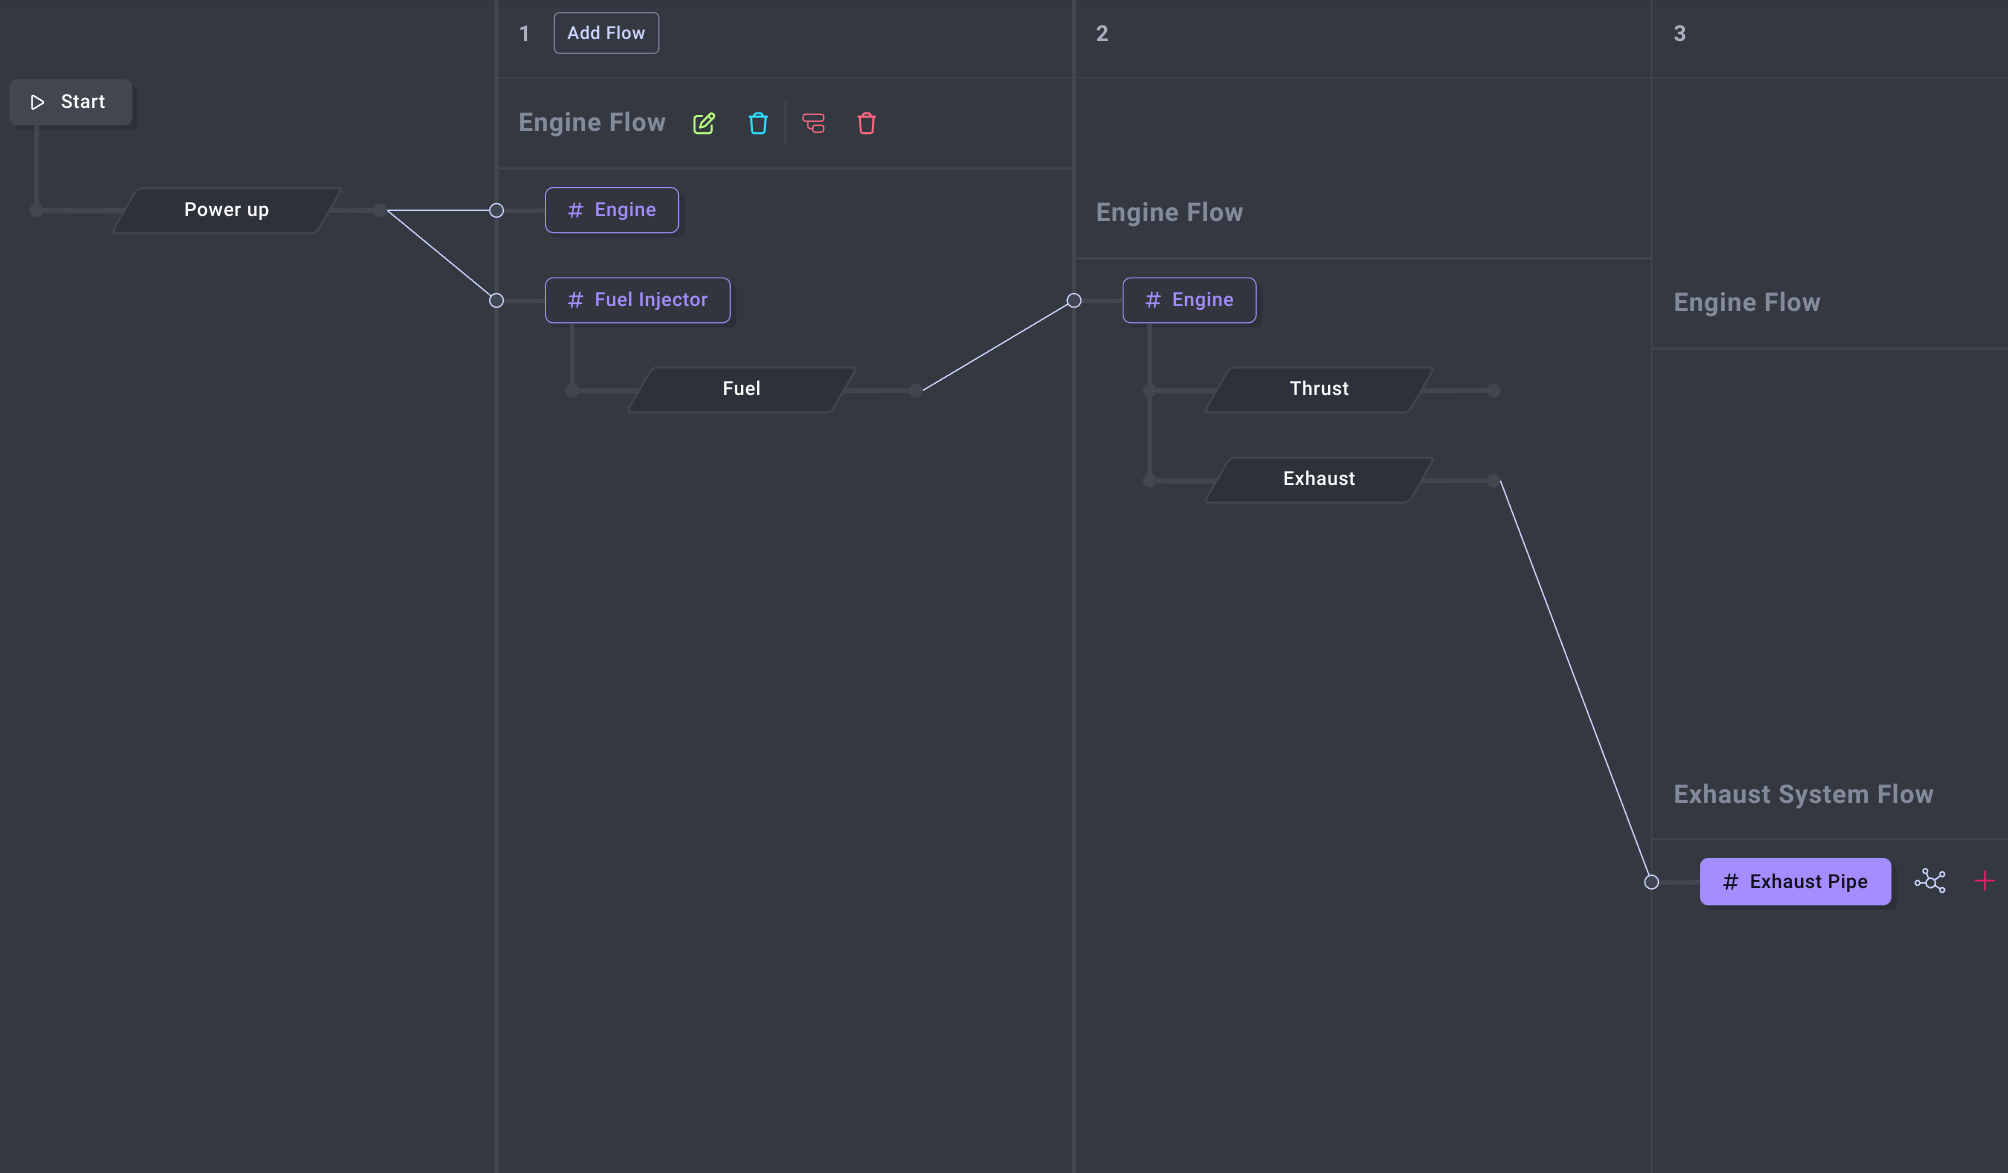 Start
Power up
1 Add Flow
Engine Flow
# Engine
# Fuel Injector
Fuel
2
Engine Flow
# Engine
Thrust
Exhaust
3
Engine Flow
Exhaust System Flow
# Exhaust Pipe